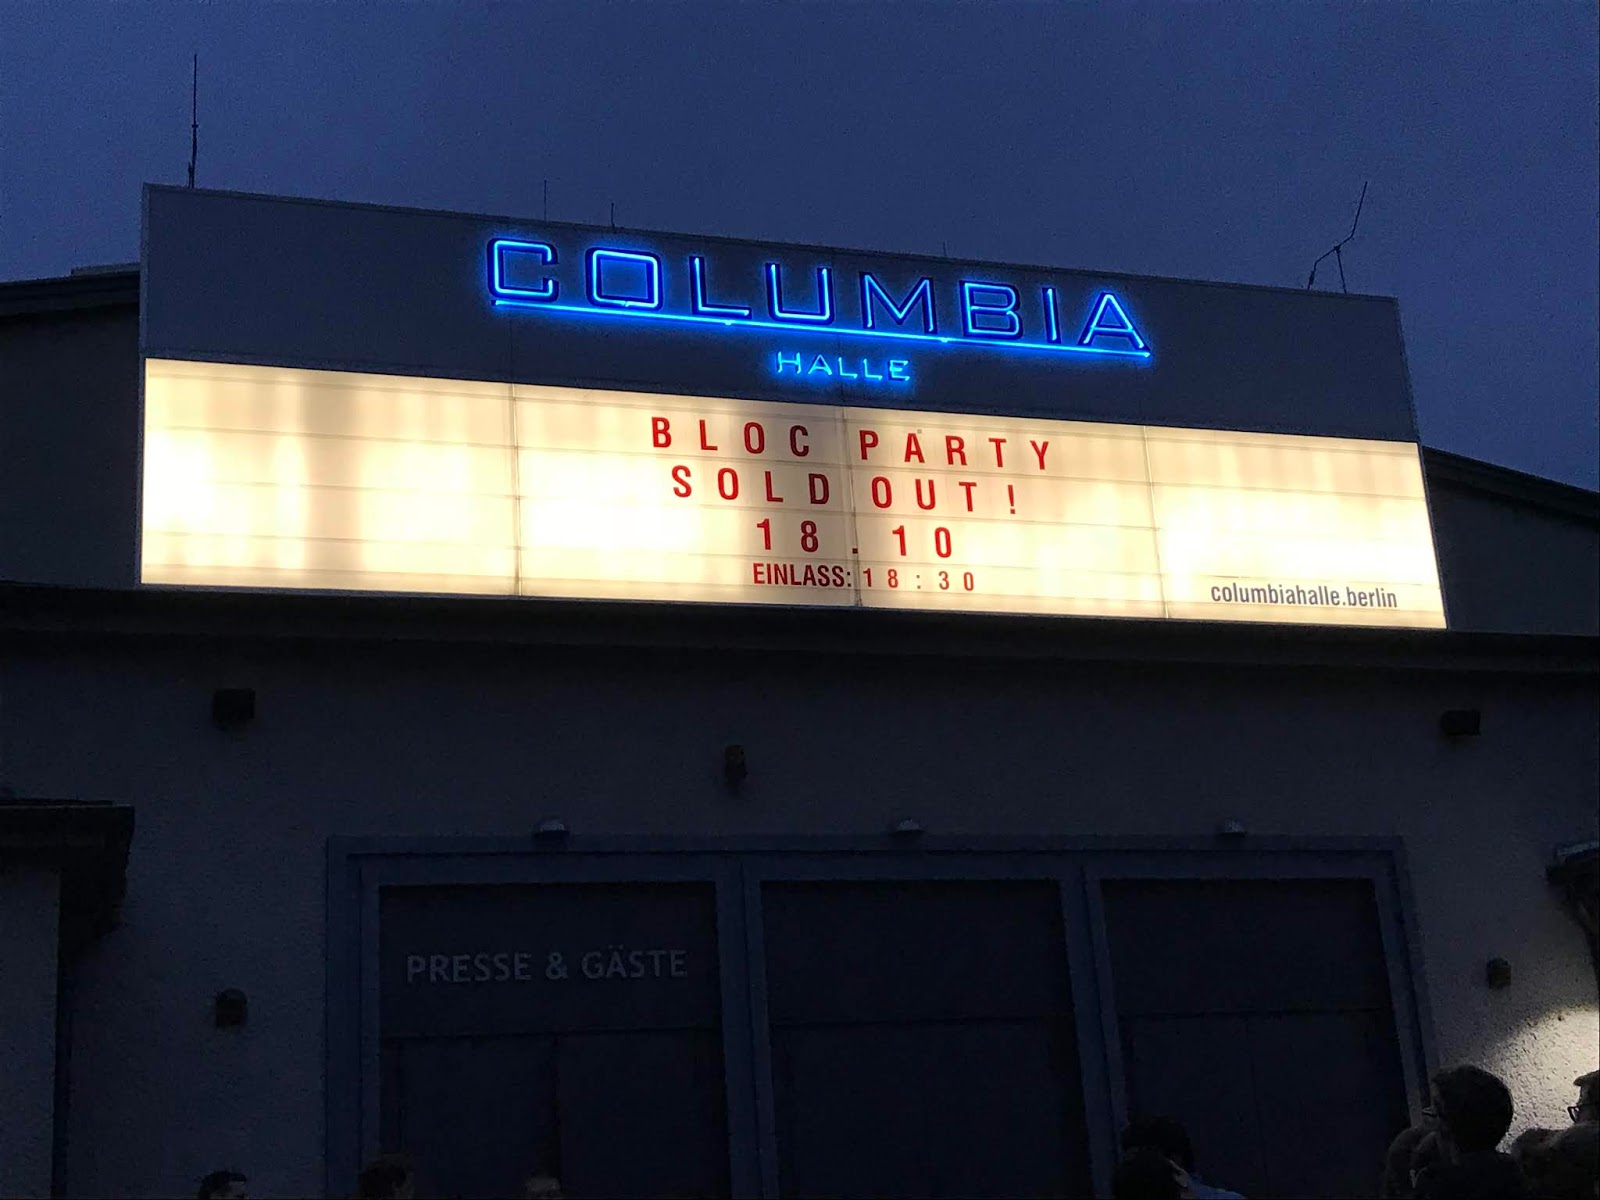 COLUMBIA
HALLE
BLOC PARTY
SOLD OUT!
18.10
EINLASS: 18:30
columbiahalle.berlin
PRESSE & GÄSTE